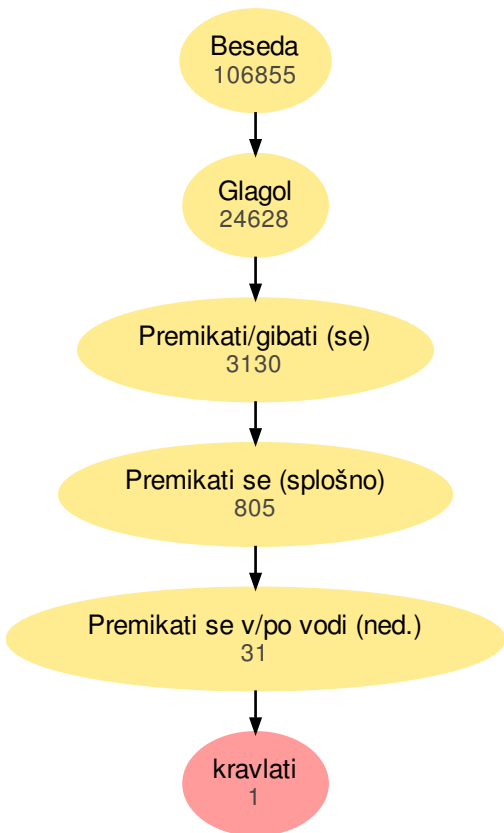 Beseda
106855
Glagol
24628
Premikati/gibati (se)
3130
Premikati se (splošno)
805
Premikati se v/po vodi (ned.)
31
kravlati
1